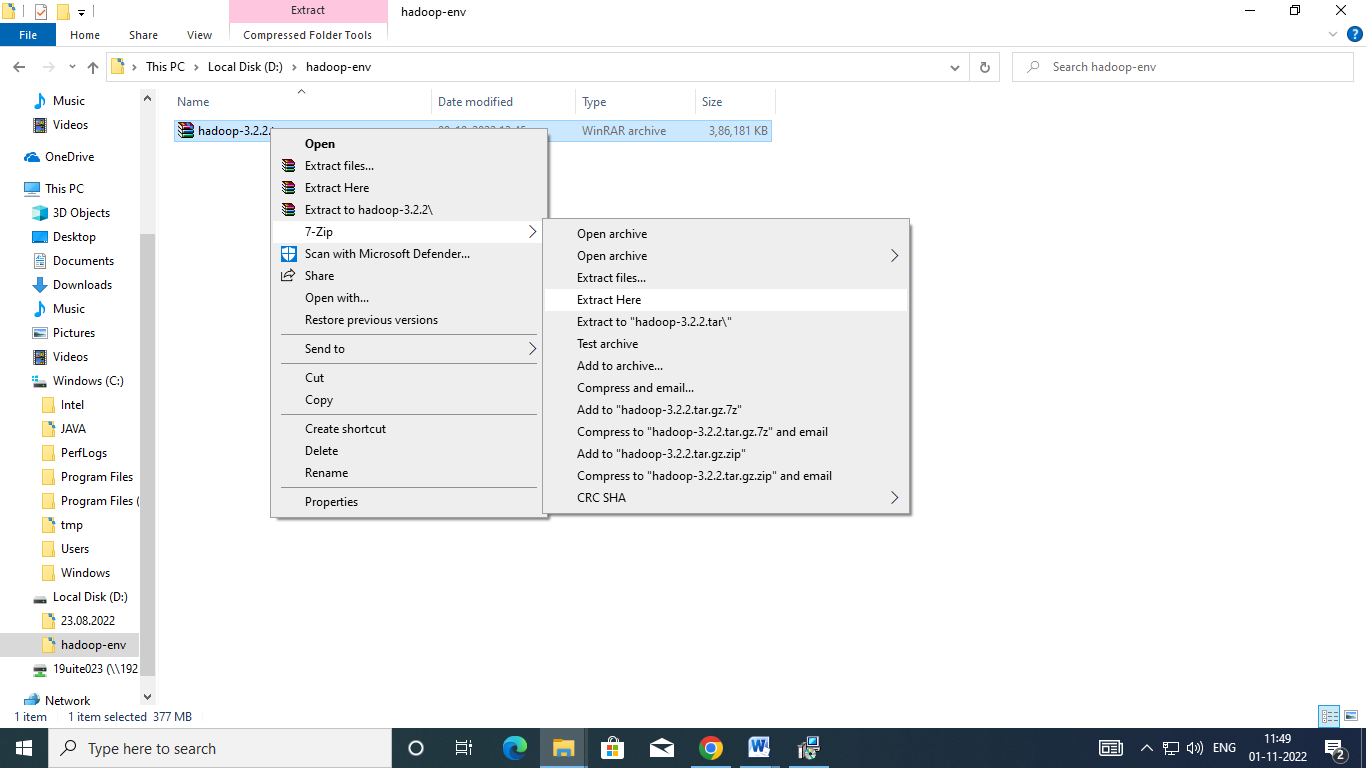 Extract
hadoop-env
File
Home
Share
View
Compressed Folder Tools
This PC
Local Disk (D:)
hadoop-env
Search hadoop-env
Name
Date modified
Type
Size
hadoop-3.2.2.
WinRAR archive
3,86,181 KB
Music
Videos
OneDrive
This PC
3D Objects
Desktop
Documents
Downloads
Music
Pictures
Videos
Windows (C:)
Intel
JAVA
PerfLogs
Program Files
Program Files (
tmp
Users
Windows
Local Disk (D:)
23.08.2022
hadoop-env
19uite023 (\\192
Network
Open
Extract files...
Extract Here
Extract to hadoop-3.2.2\
7-Zip
Scan with Microsoft Defender...
Share
Open with...
Restore previous versions
Send to
Cut
Copy
Create shortcut
Delete
Rename
Properties
Open archive
Open archive
Extract files...
Extract Here
Extract to "hadoop-3.2.2.tar\"
Test archive
Add to archive...
Compress and email...
Add to "hadoop-3.2.2.tar.gz.7z"
Compress to "hadoop-3.2.2.tar.gz.7z" and email
Add to "hadoop-3.2.2.tar.gz.zip"
Compress to "hadoop-3.2.2.tar.gz.zip" and email
CRC SHA
1 item
1 item selected 377 MB
Type here to search
ENG
11:49
01-11-2022
2